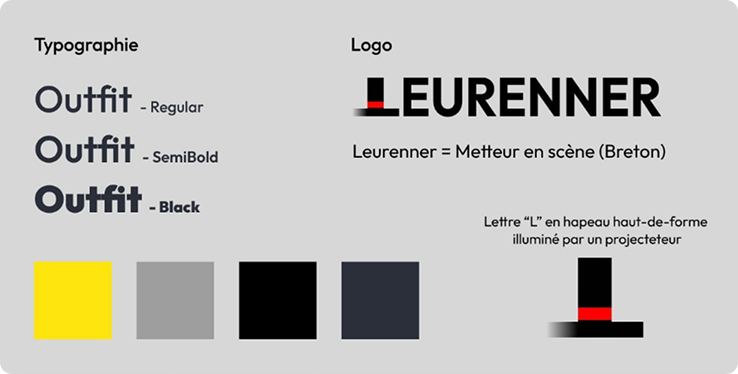 Typographie
Outfit - Regular
Outfit - SemiBold
Outfit - Black
Logo
LEURENNER
Leurenner = Metteur en scène (Breton)
Lettre “L” en hapeau haut-de-forme
illuminé par un projecteteur